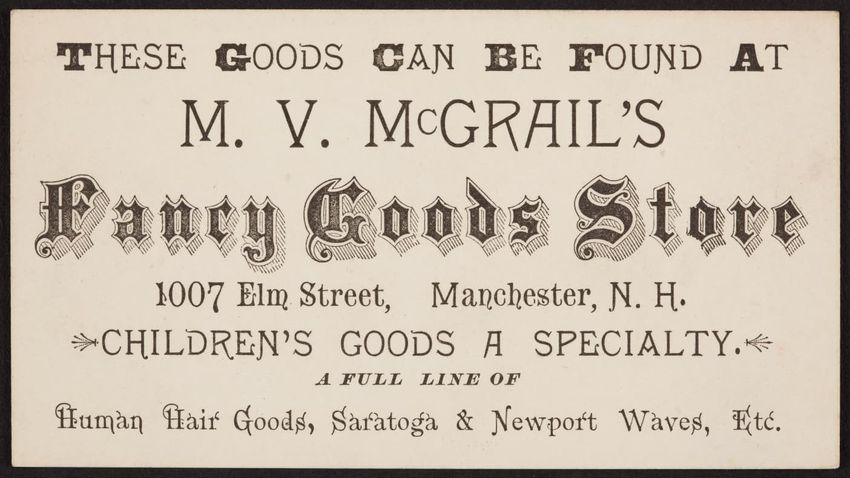 These Goods Can Be Found At
M. V. McGRAIL'S
Fancy Goods Store
1007 Elm Street, Manchester, N. H.
CHILDREN'S GOODS A SPECIALTY.
A FULL LINE OF
Human Hair Goods, Saratoga & Newport Waves, Etc.